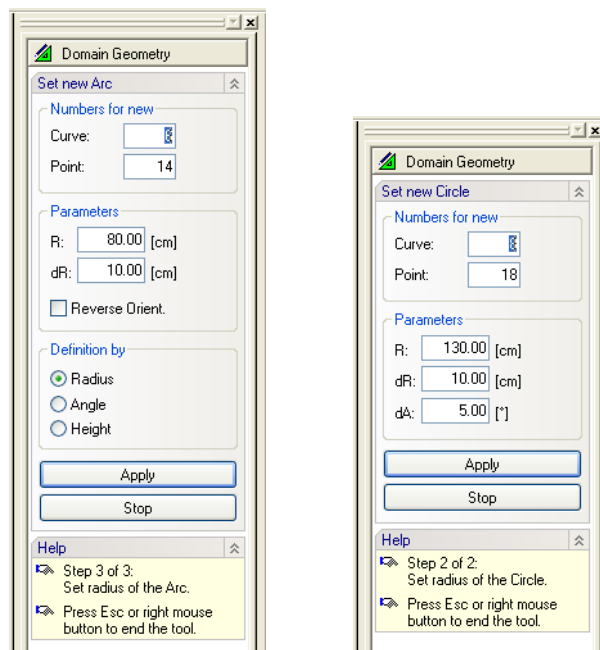 Domain Geometry
Set new Arc
Numbers for new
Curve:
Point: 14
Parameters
R: 80.00 [cm]
dR: 10.00 [cm]
Reverse Orient.
Definition by
Radius
Angle
Height
Apply
Stop
Help
Step 3 of 3:
Set radius of the Arc.
Press Esc or right mouse
button to end the tool.
Domain Geometry
Set new Circle
Numbers for new
Curve:
Point: 18
Parameters
R: 130.00 [cm]
dR: 10.00 [cm]
dA: 5.00 [°]
Apply
Stop
Help
Step 2 of 2:
Set radius of the Circle.
Press Esc or right mouse
button to end the tool.